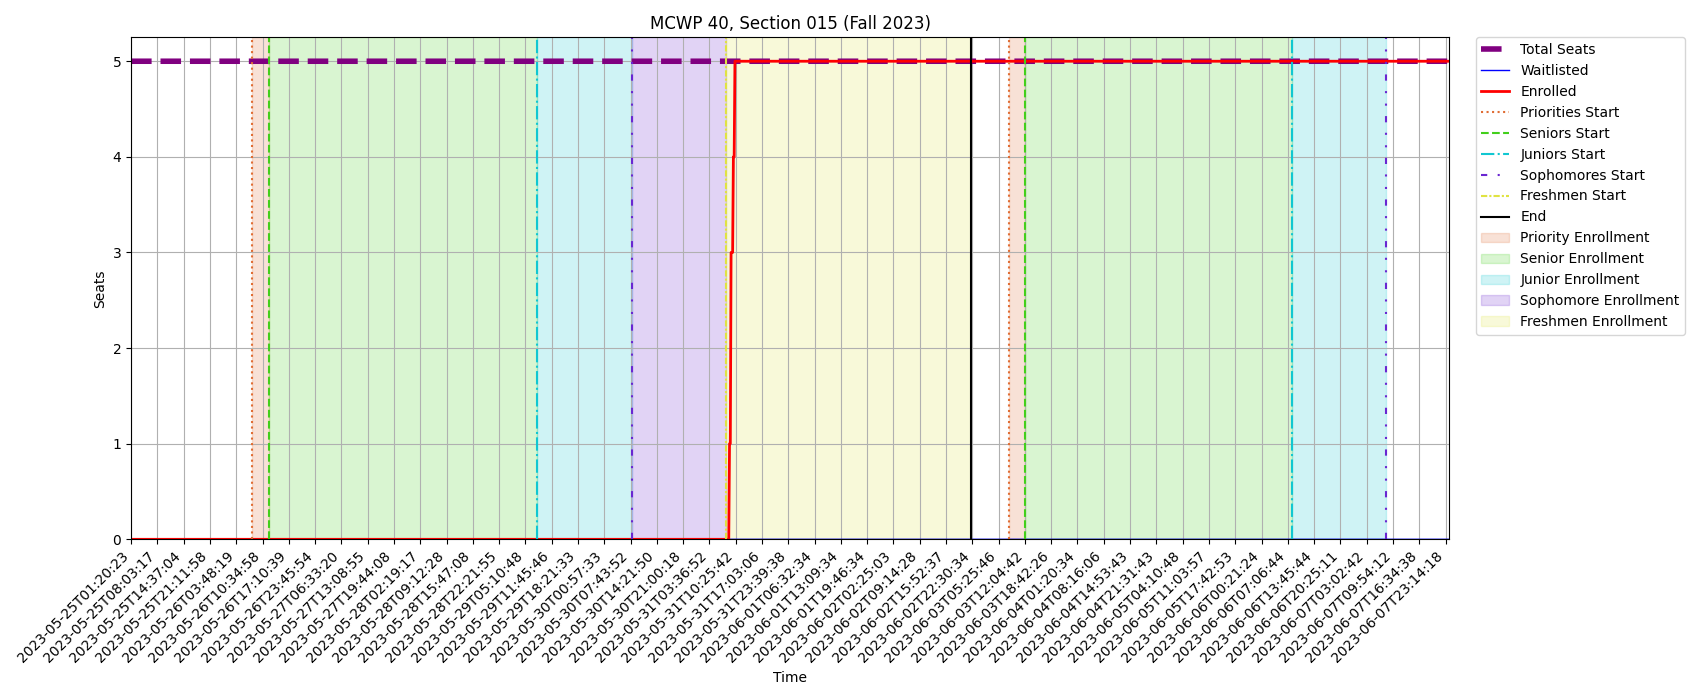 MCWP 40, Section 015 (Fall 2023)
Seats
5
4
3
2
1
0
2023-05-25T01:20:23
2023-05-25T08:03:17
2023-05-25T14:37:04
2023-05-25T21:11:58
2023-05-26T03:48:19
2023-05-26T10:34:58
2023-05-26T17:10:39
2023-05-26T23:45:54
2023-05-27T06:33:20
2023-05-27T13:08:55
2023-05-27T19:44:08
2023-05-28T02:19:17
2023-05-28T09:12:28
2023-05-28T15:47:08
2023-05-28T22:21:55
2023-05-29T05:10:48
2023-05-29T11:45:46
2023-05-29T18:21:33
2023-05-30T00:57:33
2023-05-30T07:43:52
2023-05-30T14:21:50
2023-05-30T21:00:18
2023-05-31T03:36:52
2023-05-31T10:25:42
2023-05-31T17:03:06
2023-05-31T23:39:38
2023-06-01T06:32:34
2023-06-01T13:09:34
2023-06-01T19:46:34
2023-06-02T02:25:03
2023-06-02T09:14:28
2023-06-02T15:52:37
2023-06-02T22:30:34
2023-06-03T05:25:46
2023-06-03T12:04:42
2023-06-03T18:42:26
2023-06-04T01:20:34
2023-06-04T08:16:06
2023-06-04T14:53:43
2023-06-04T21:31:43
2023-06-05T04:10:48
2023-06-05T11:03:57
2023-06-05T17:42:53
2023-06-06T00:21:24
2023-06-06T07:06:44
2023-06-06T13:45:44
2023-06-06T20:25:11
2023-06-07T03:02:42
2023-06-07T09:54:12
2023-06-07T16:34:38
2023-06-07T23:14:18
Time
Total Seats
Waitlisted
Enrolled
Priorities Start
Seniors Start
Juniors Start
Sophomores Start
Freshmen Start
End
Priority Enrollment
Senior Enrollment
Junior Enrollment
Sophomore Enrollment
Freshmen Enrollment